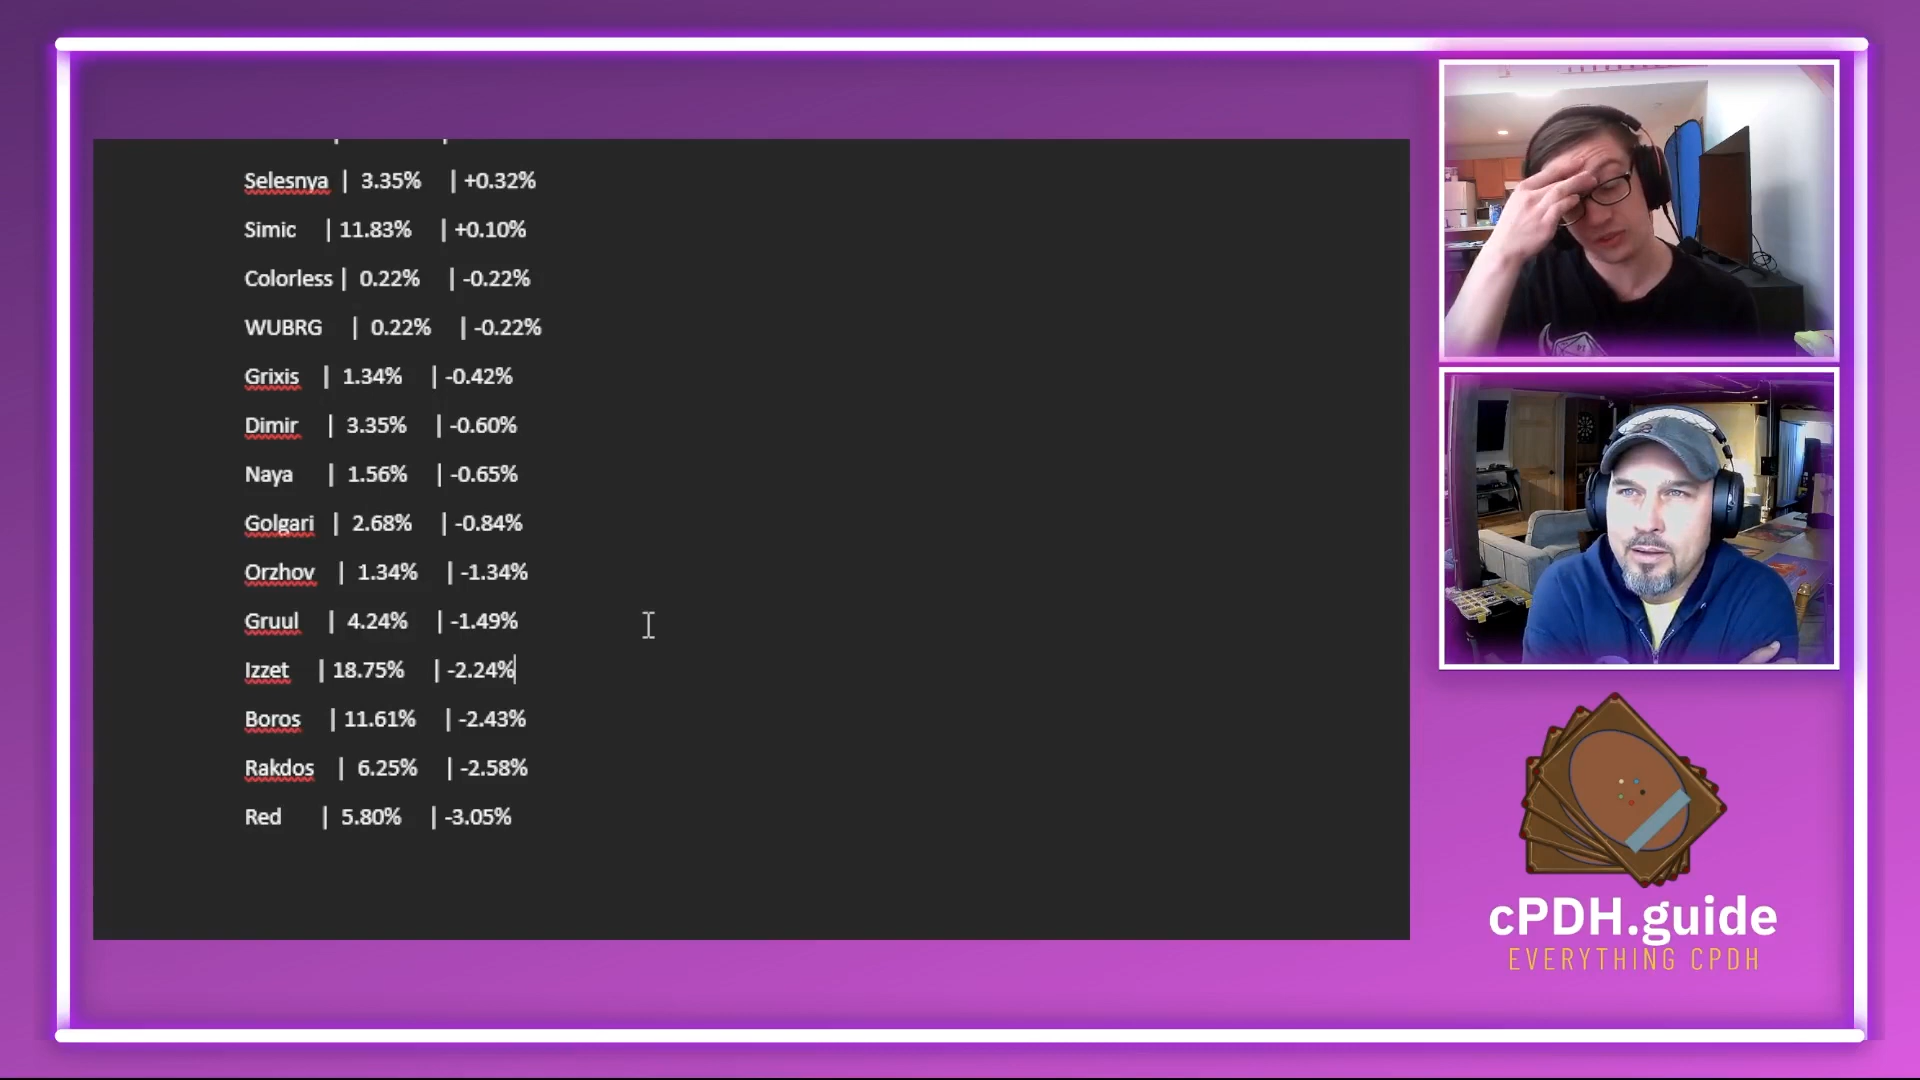 Selesnya | 3.35% | +0.32%
Simic | 11.83% | +0.10%
Colorless | 0.22% | -0.22%
WUBRG | 0.22% | -0.22%
Grixis | 1.34% | -0.42%
Dimir | 3.35% | -0.60%
Naya | 1.56% | -0.65%
Golgari | 2.68% | -0.84%
Orzhov | 1.34% | -1.34%
Gruul | 4.24% | -1.49%
Izzet | 18.75% | -2.24%
Boros | 11.61% | -2.43%
Rakdos | 6.25% | -2.58%
Red | 5.80% | -3.05%
cPDH.guide
EVERYTHING CPDH